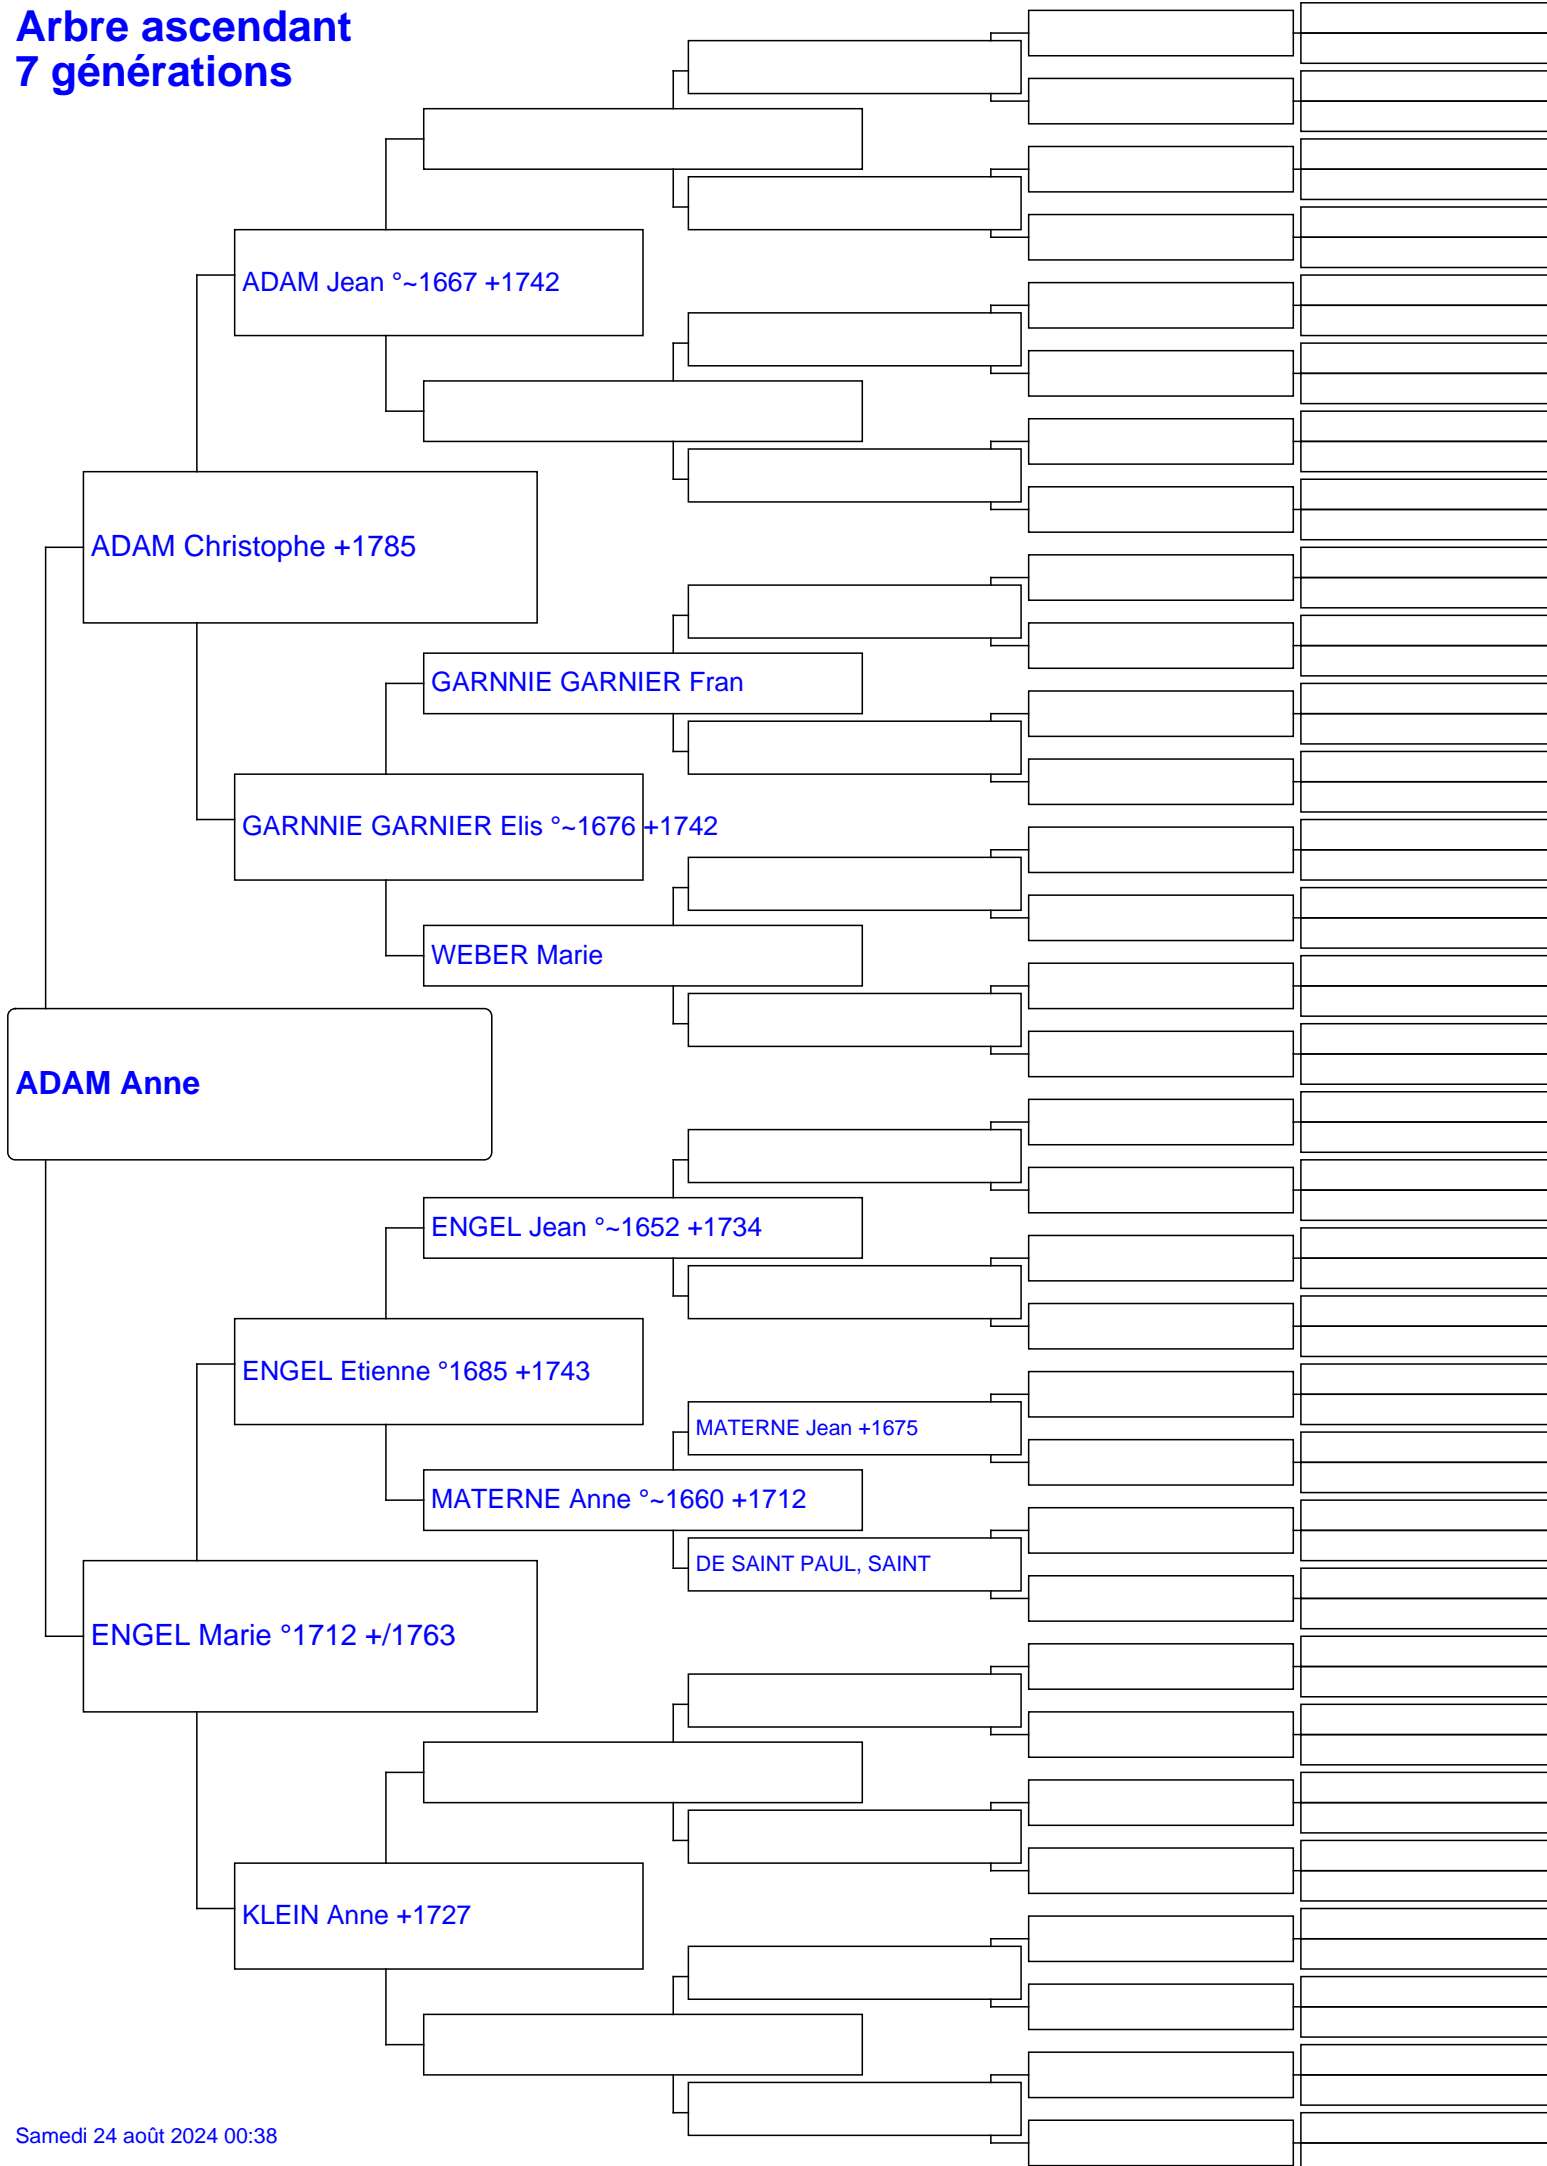 Arbre ascendant
7 générations
ADAM Jean °~1667 +1742
ADAM Christophe +1785
GARNNIE GARNIER Fran
GARNNIE GARNIER Elis °~1676 +1742
WEBER Marie
ADAM Anne
ENGEL Jean °~1652 +1734
ENGEL Etienne °1685 +1743
MATERNE Jean +1675
MATERNE Anne °~1660 +1712
DE SAINT PAUL, SAINT
ENGEL Marie °1712 +/1763
KLEIN Anne +1727
Samedi 24 août 2024 00:38